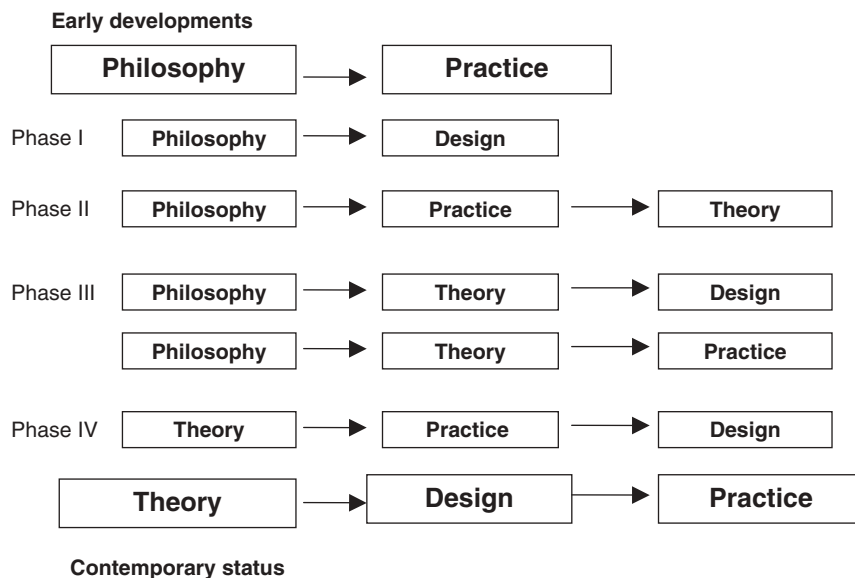 Early developments
Philosophy Practice
Phase I Philosophy Design
Phase II Philosophy Practice Theory
Phase III Philosophy Theory Design
Philosophy Theory Practice
Phase IV Theory Practice Design
Theory Design Practice
Contemporary status